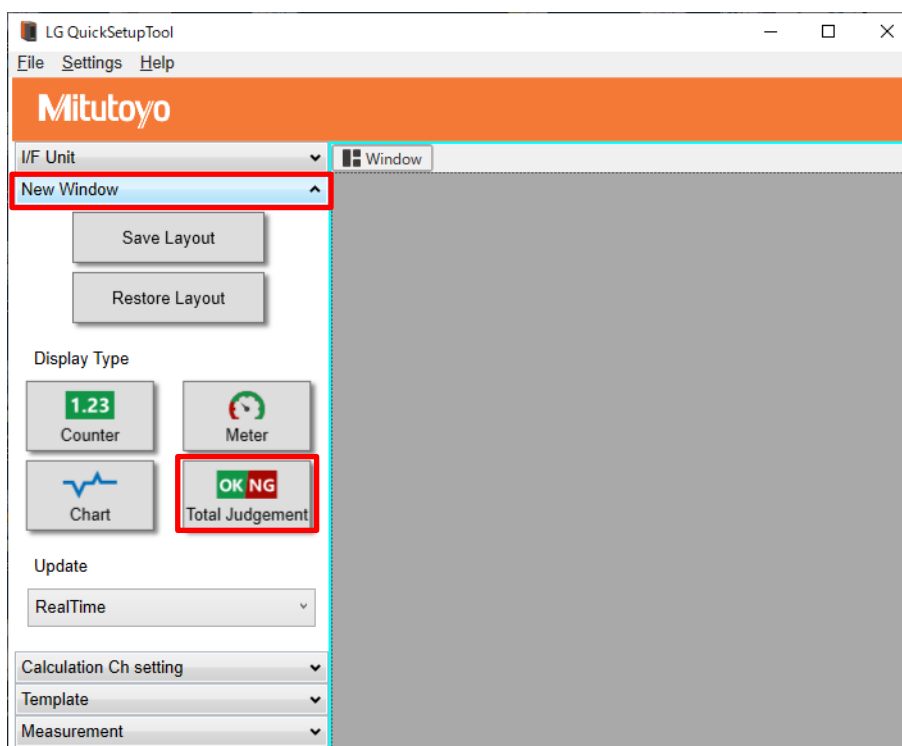 LG QuickSetupTool
File Settings Help
Mitutoyo
I/F Unit
Window
New Window
Save Layout
Restore Layout
Display Type
1.23
Counter
Meter
Chart
OK NG
Total Judgement
Update
RealTime
Calculation Ch setting
Template
Measurement